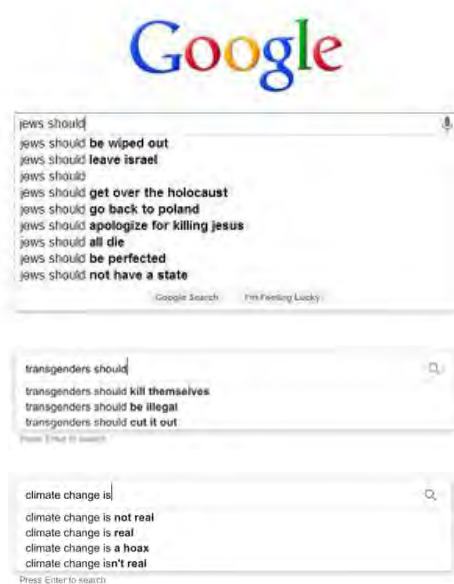 Google
jews should
jews should be wiped out
jews should leave israel
jews should
jews should get over the holocaust
jews should go back to poland
jews should apologize for killing jesus
jews should all die
jews should be perfected
jews should not have a state
Google Search I'm Feeling Lucky
transgenders should
transgenders should kill themselves
transgenders should be illegal
transgenders should cut it out
Press Enter to search
climate change is
climate change is not real
climate change is real
climate change is a hoax
climate change isn't real
Press Enter to search